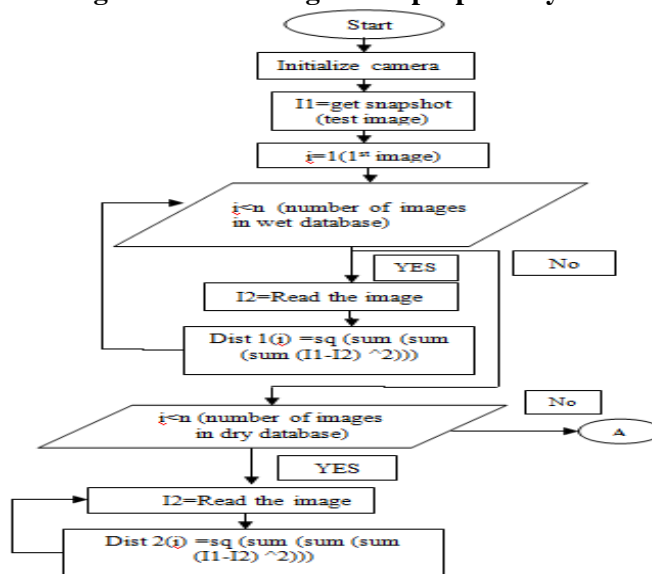 Start
Initialize camera
I1=get snapshot
(test image)
i=1(1st image)
i<n (number of images
in wet database)
YES
No
I2=Read the image
Dist 1(i) =sq (sum (sum
(sum (I1-I2) ^2)))
No
i<n (number of images
in dry database)
A
YES
I2=Read the image
Dist 2(i) =sq (sum (sum (sum
(I1-I2) ^2)))